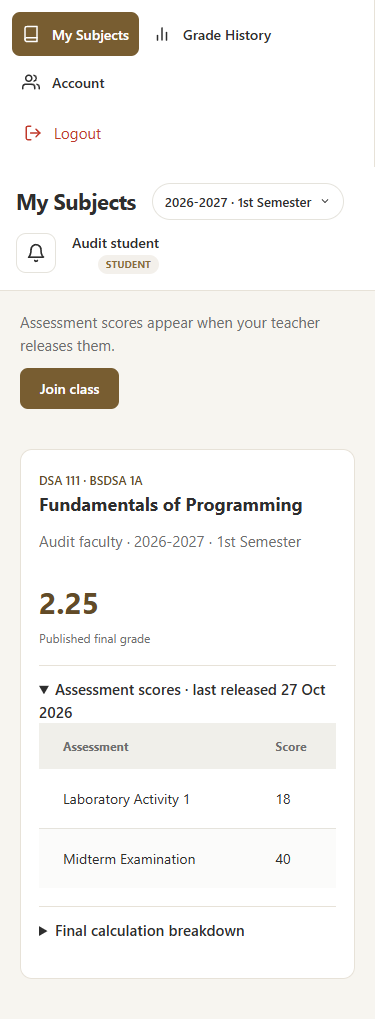 My Subjects
Grade History
Account
Logout
My Subjects
2026-2027 · 1st Semester
Audit student
STUDENT
Assessment scores appear when your teacher
releases them.
Join class
DSA 111 · BSDSA 1A
Fundamentals of Programming
Audit faculty · 2026-2027 · 1st Semester
2.25
Published final grade
Assessment scores · last released 27 Oct
2026
Assessment Score
Laboratory Activity 1 18
Midterm Examination 40
Final calculation breakdown